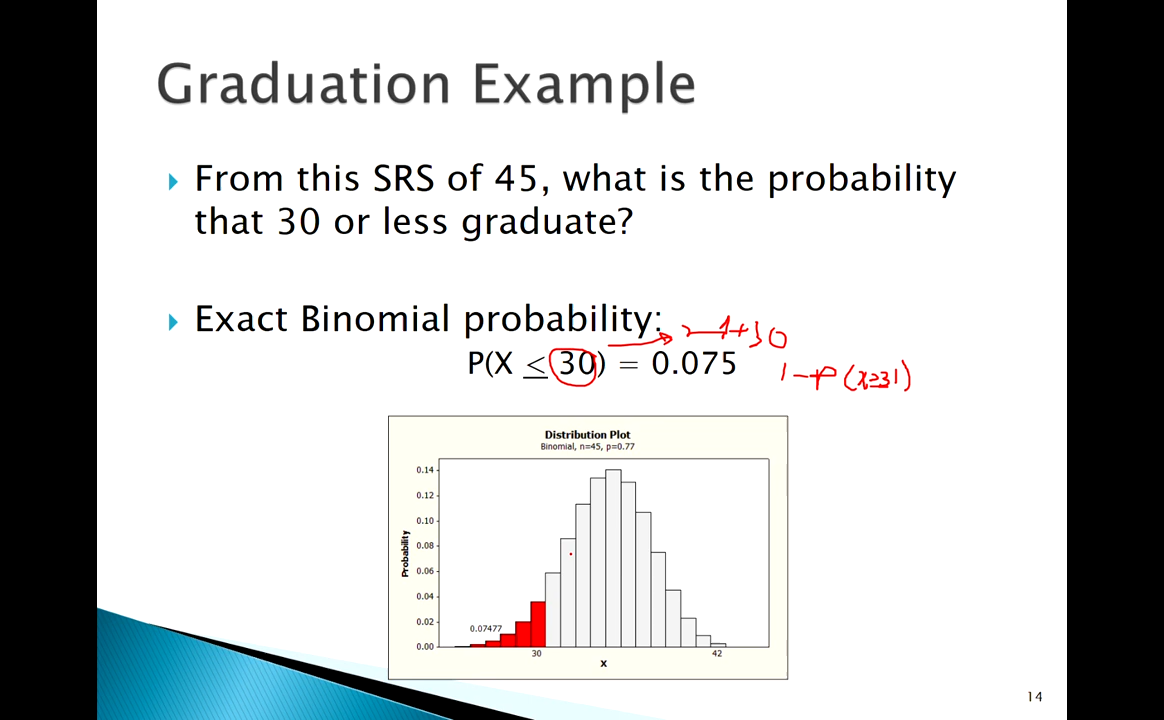 Graduation Example
From this SRS of 45, what is the probability
that 30 or less graduate?
Exact Binomial probability:
P(X ≤ 30) = 0.075
1-P(x≥31)
Distribution Plot
Binomial, n=45, p=0.77
Probability
0.14
0.12
0.10
0.08
0.06
0.04
0.02
0.00
0.07477
30
42
X
14